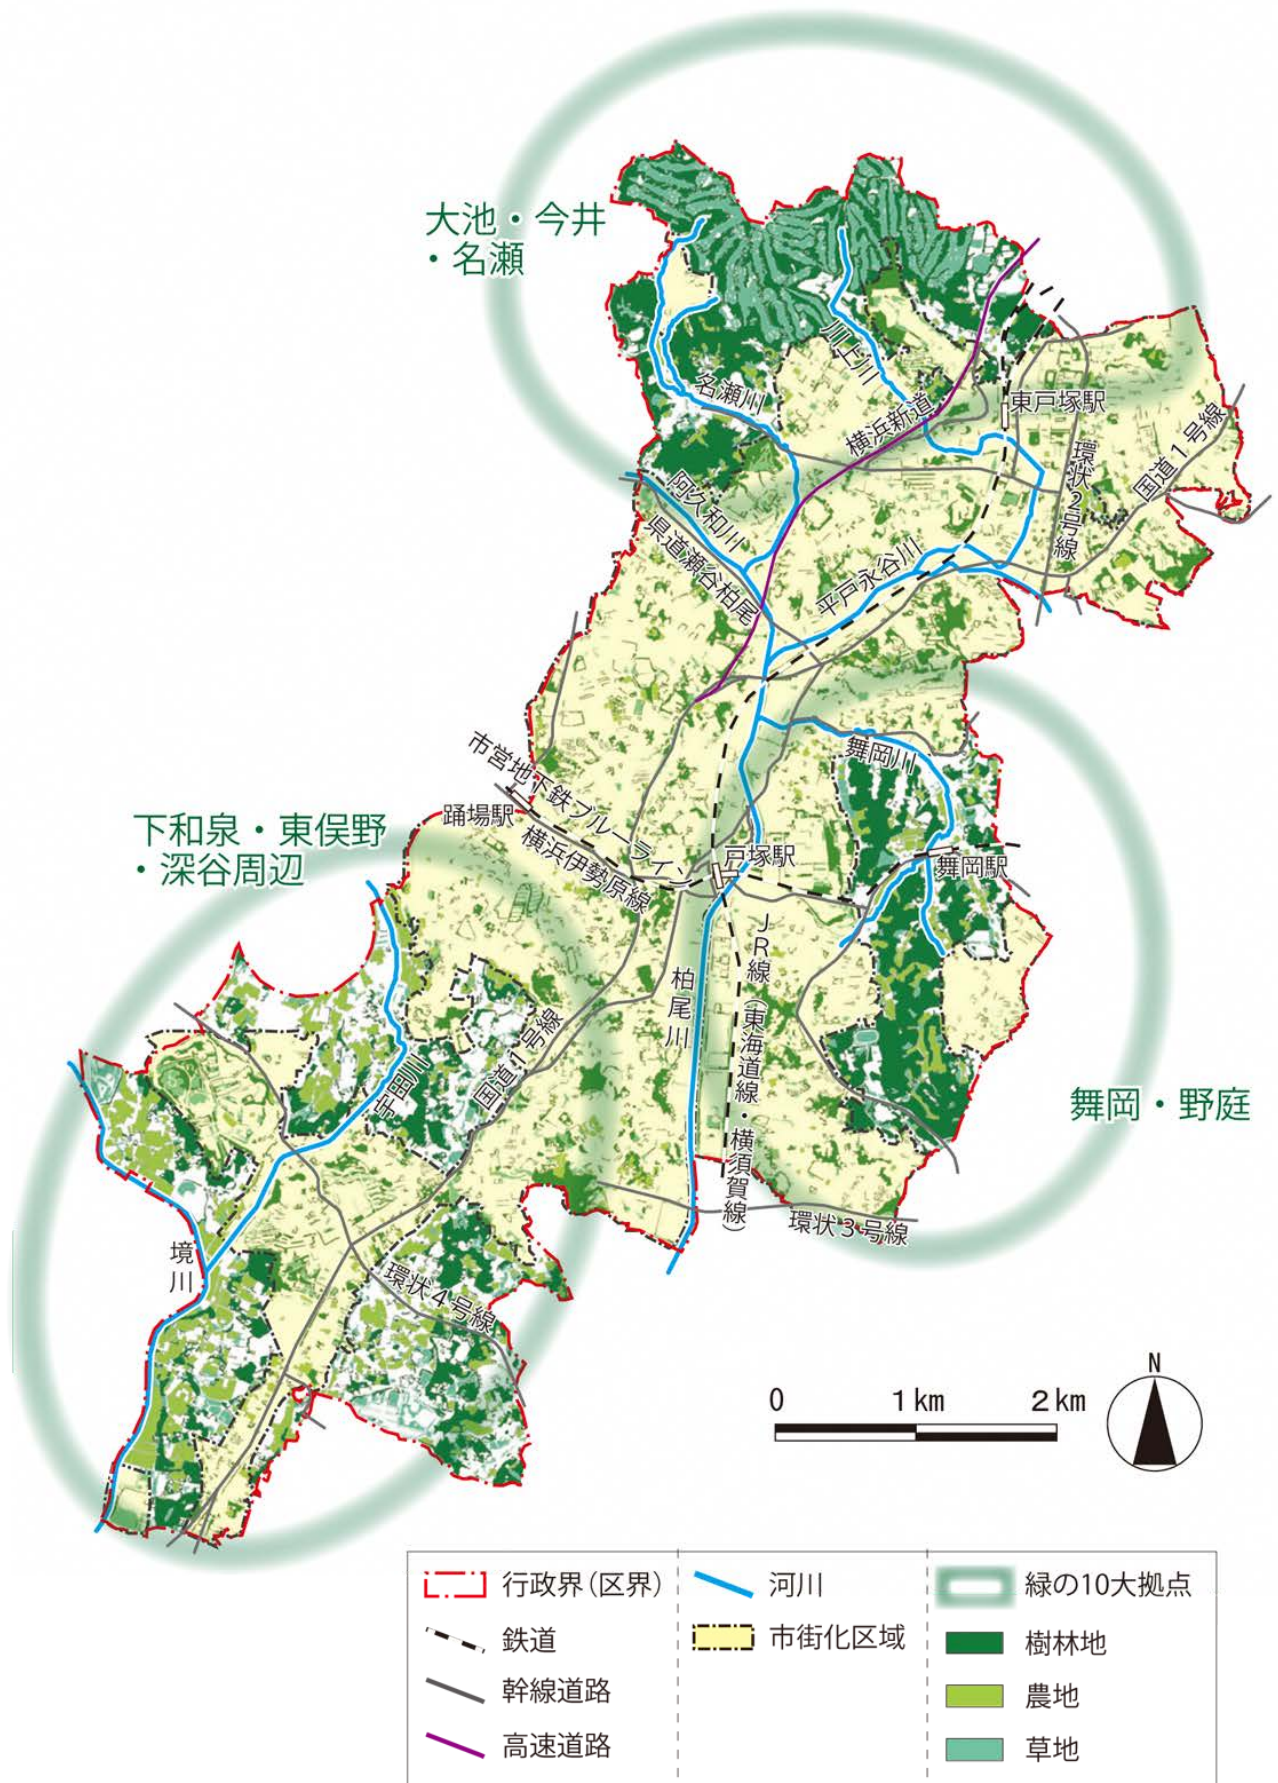 大池・今井
・名瀬
川上川
名瀬川
横浜新道
東戸塚駅
環状2号線
国道1号線
阿久和川
県道瀬谷柏尾
平戸永谷川
市営地下鉄ブルーライン
舞岡川
踊場駅
横浜伊勢原線
戸塚駅
舞岡駅
下和泉・東俣野
・深谷周辺
柏尾川
JR線(東海道線・横須賀線)
国道1号線
宇田川
舞岡・野庭
環状3号線
境川
環状4号線
N
0 1km 2km
行政界(区界)
鉄道
幹線道路
高速道路
河川
市街化区域
緑の10大拠点
樹林地
農地
草地